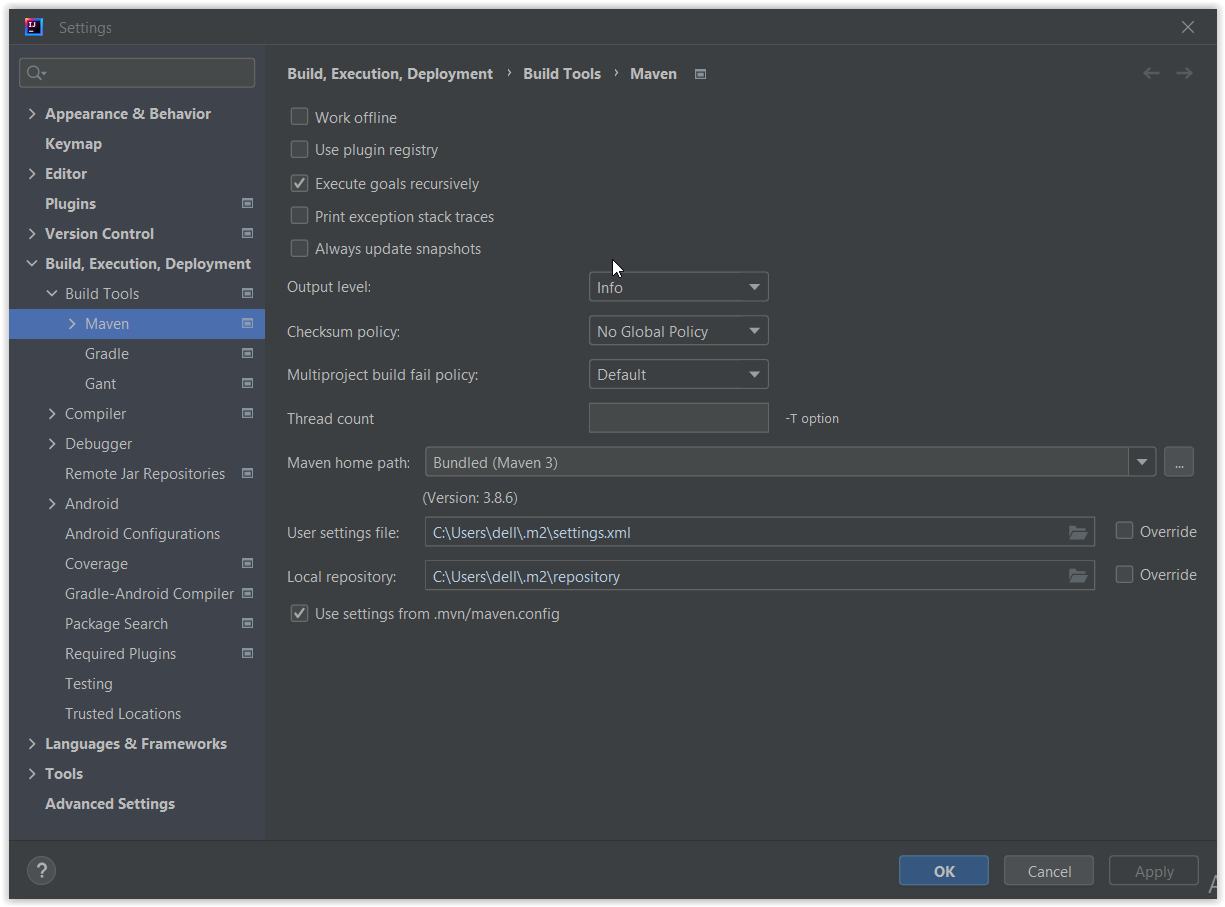 Settings
Build, Execution, Deployment › Build Tools › Maven
Appearance & Behavior
Keymap
Editor
Plugins
Version Control
Build, Execution, Deployment
Build Tools
Maven
Gradle
Gant
Compiler
Debugger
Remote Jar Repositories
Android
Android Configurations
Coverage
Gradle-Android Compiler
Package Search
Required Plugins
Testing
Trusted Locations
Languages & Frameworks
Tools
Advanced Settings
Work offline
Use plugin registry
Execute goals recursively
Print exception stack traces
Always update snapshots
Output level: Info
Checksum policy: No Global Policy
Multiproject build fail policy: Default
Thread count -T option
Maven home path: Bundled (Maven 3) ...
(Version: 3.8.6)
User settings file: C:\Users\dell\.m2\settings.xml Override
Local repository: C:\Users\dell\.m2\repository Override
Use settings from .mvn/maven.config
? OK Cancel Apply